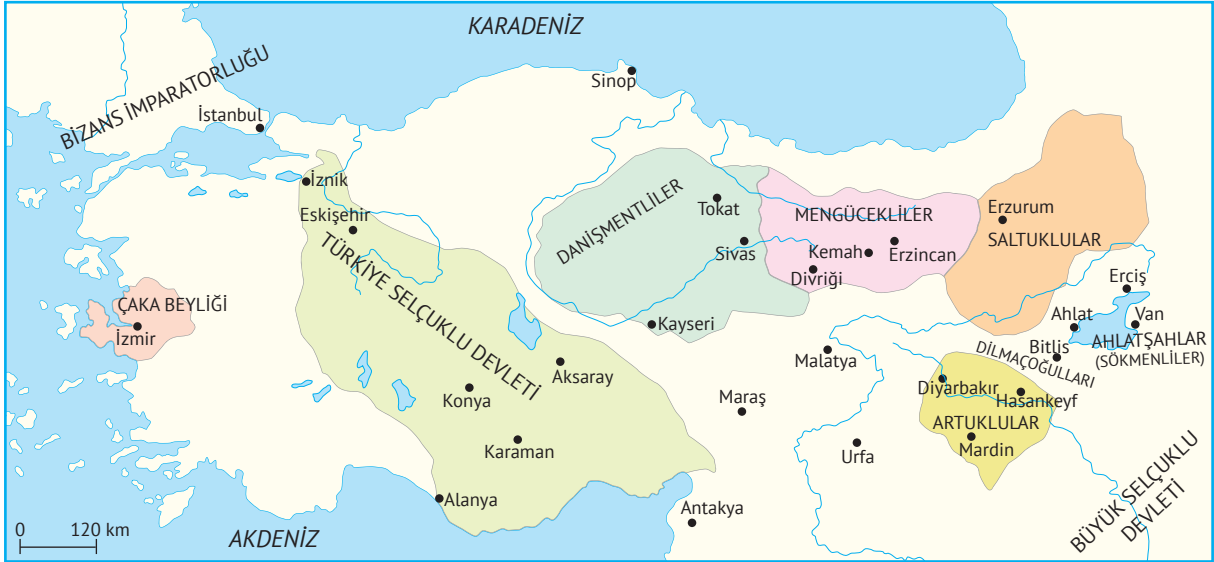 KARADENİZ
BİZANS İMPARATORLUĞU
İstanbul
Sinop
İznik
Eskişehir
TÜRKİYE SELÇUKLU DEVLETİ
DANİŞMENTLİLER
Tokat
Sivas
Kayseri
MENGÜCEKLİLER
Kemah
Erzincan
Divriği
Erzurum
SALTUKLULAR
Erciş
Ahlat
Van
AHLATŞAHLAR
(SÖKMENLİLER)
Bitlis
DİLMAÇOĞULLARI
ÇAKA BEYLİĞİ
İzmir
Aksaray
Konya
Karaman
Alanya
Malatya
Maraş
Urfa
Antakya
Diyarbakır
Hasankeyf
ARTUKLULAR
Mardin
BÜYÜK SELÇUKLU
DEVLETİ
AKDENİZ
0 120 km